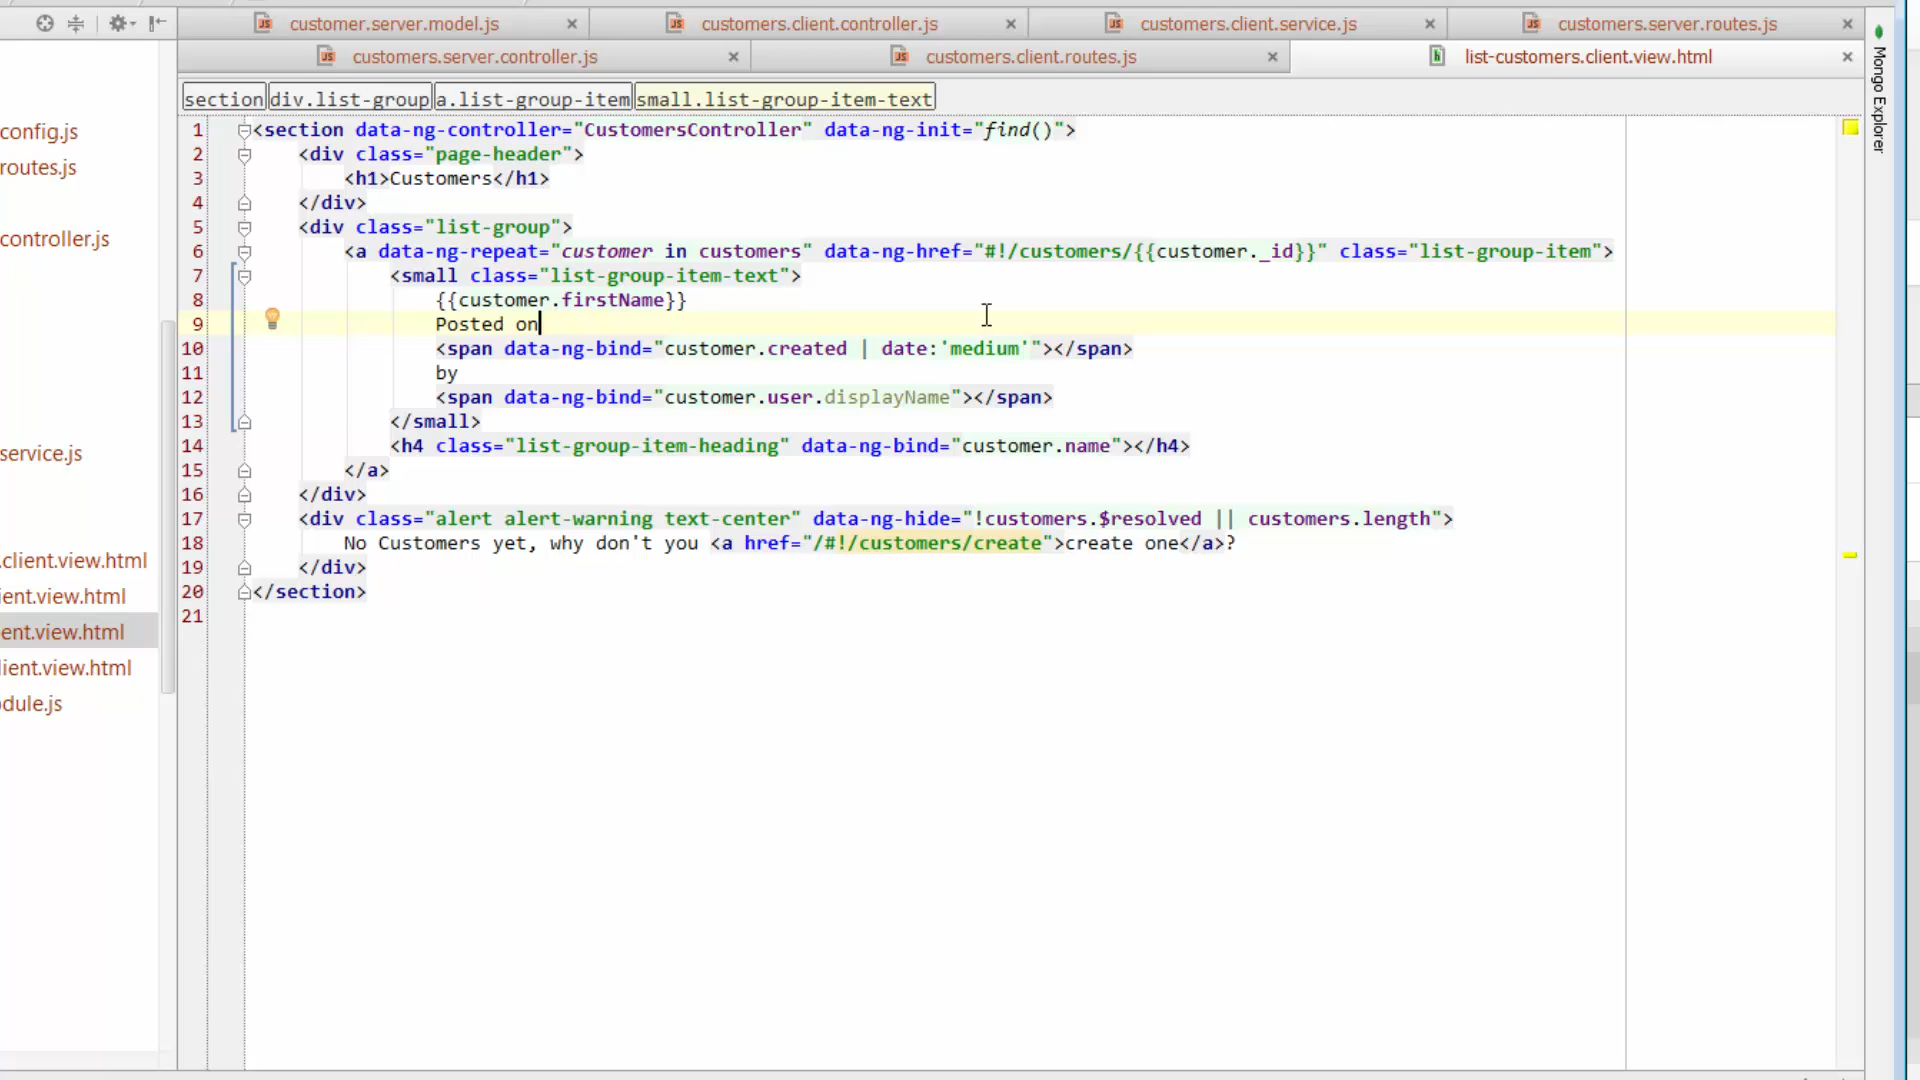 customer.server.model.js
customers.client.controller.js
customers.client.service.js
customers.server.routes.js
customers.server.controller.js
customers.client.routes.js
list-customers.client.view.html
Mongo Explorer
section div.list-group a.list-group-item small.list-group-item-text
config.js
routes.js
controller.js
service.js
.client.view.html
ient.view.html
ent.view.html
lient.view.html
dule.js
1 <section data-ng-controller="CustomersController" data-ng-init="find()">
2 <div class="page-header">
3 <h1>Customers</h1>
4 </div>
5 <div class="list-group">
6 <a data-ng-repeat="customer in customers" data-ng-href="#!/customers/{{customer._id}}" class="list-group-item">
7 <small class="list-group-item-text">
8 {{customer.firstName}}
9 Posted on
10 <span data-ng-bind="customer.created | date:'medium'"></span>
11 by
12 <span data-ng-bind="customer.user.displayName"></span>
13 </small>
14 <h4 class="list-group-item-heading" data-ng-bind="customer.name"></h4>
15 </a>
16 </div>
17 <div class="alert alert-warning text-center" data-ng-hide="!customers.$resolved || customers.length">
18 No Customers yet, why don't you <a href="/#!/customers/create">create one</a>?
19 </div>
20 </section>
21